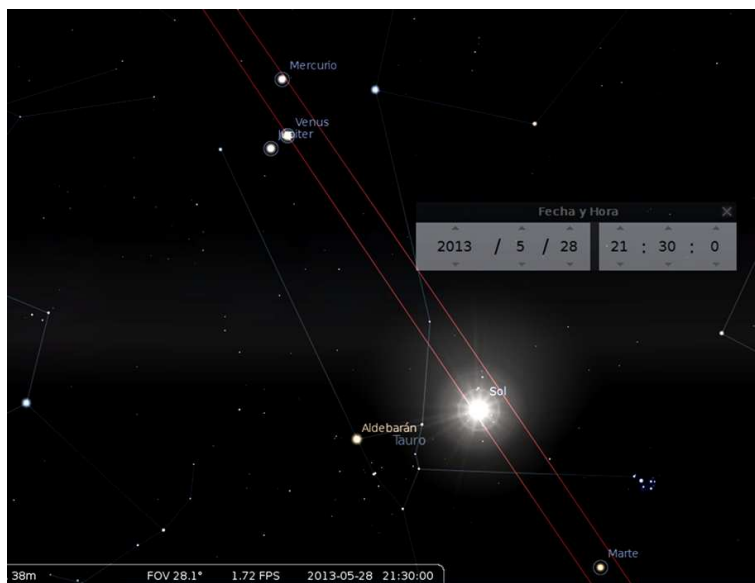 Mercurio
Venus
Júpiter
Fecha y Hora
2013 / 5 / 28 21 : 30 : 0
Sol
Aldebarán
Tauro
Marte
38m FOV 28.1° 1.72 FPS 2013-05-28 21:30:00